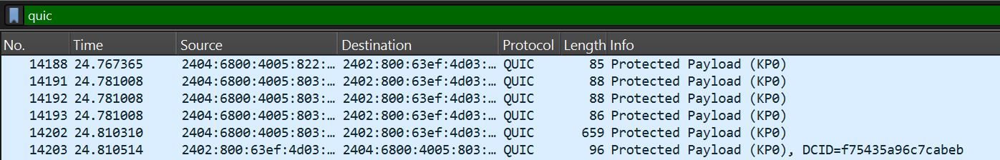 quic
No. Time Source Destination Protocol Length Info
14188 24.767365 2404:6800:4005:822:… 2402:800:63ef:4d03:… QUIC 85 Protected Payload (KP0)
14191 24.781008 2404:6800:4005:803:… 2402:800:63ef:4d03:… QUIC 88 Protected Payload (KP0)
14192 24.781008 2404:6800:4005:803:… 2402:800:63ef:4d03:… QUIC 88 Protected Payload (KP0)
14193 24.781008 2404:6800:4005:803:… 2402:800:63ef:4d03:… QUIC 86 Protected Payload (KP0)
14202 24.810310 2404:6800:4005:803:… 2402:800:63ef:4d03:… QUIC 659 Protected Payload (KP0)
14203 24.810514 2402:800:63ef:4d03:… 2404:6800:4005:803:… QUIC 96 Protected Payload (KP0), DCID=f75435a96c7cabeb